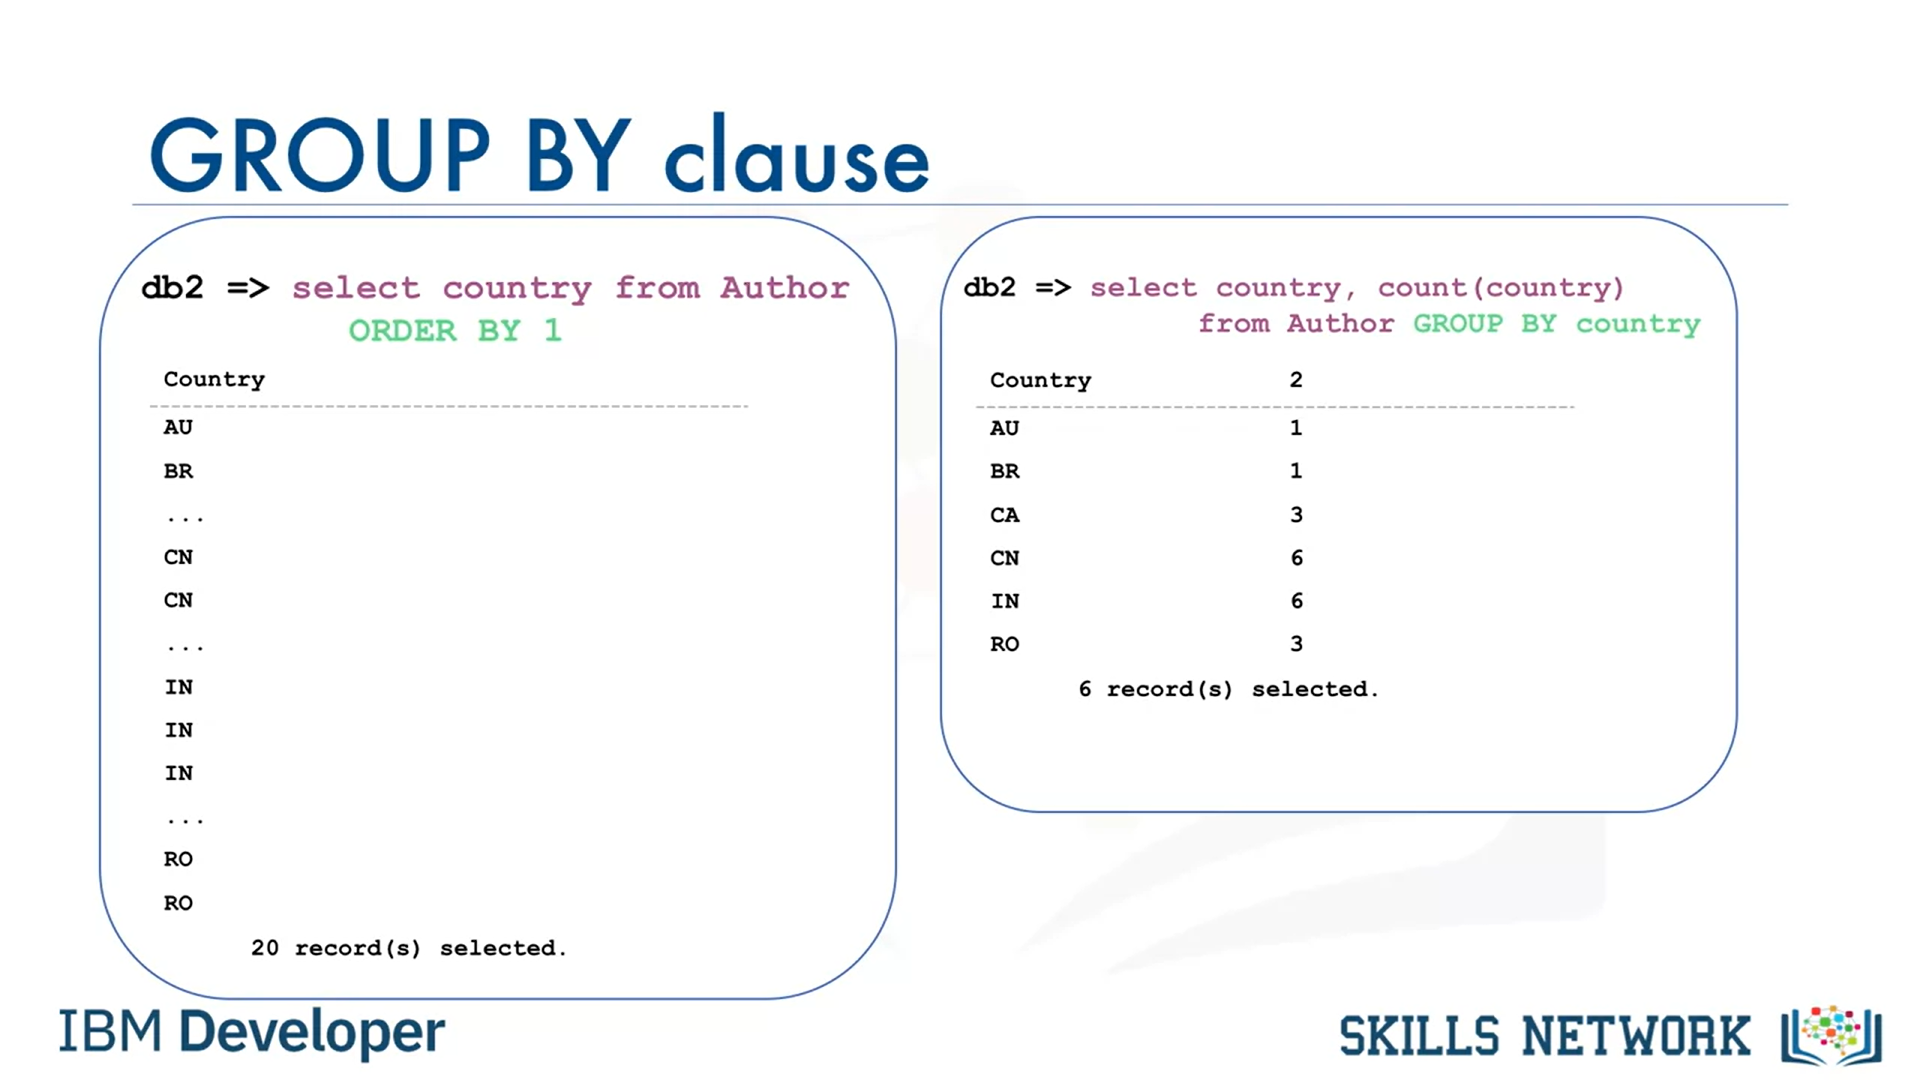 GROUP BY clause
db2 => select country from Author
ORDER BY 1
Country
AU
BR
...
CN
CN
...
IN
IN
IN
...
RO
RO
20 record(s) selected.
db2 => select country, count(country)
from Author GROUP BY country
Country 2
AU 1
BR 1
CA 3
CN 6
IN 6
RO 3
6 record(s) selected.
IBM Developer
SKILLS NETWORK